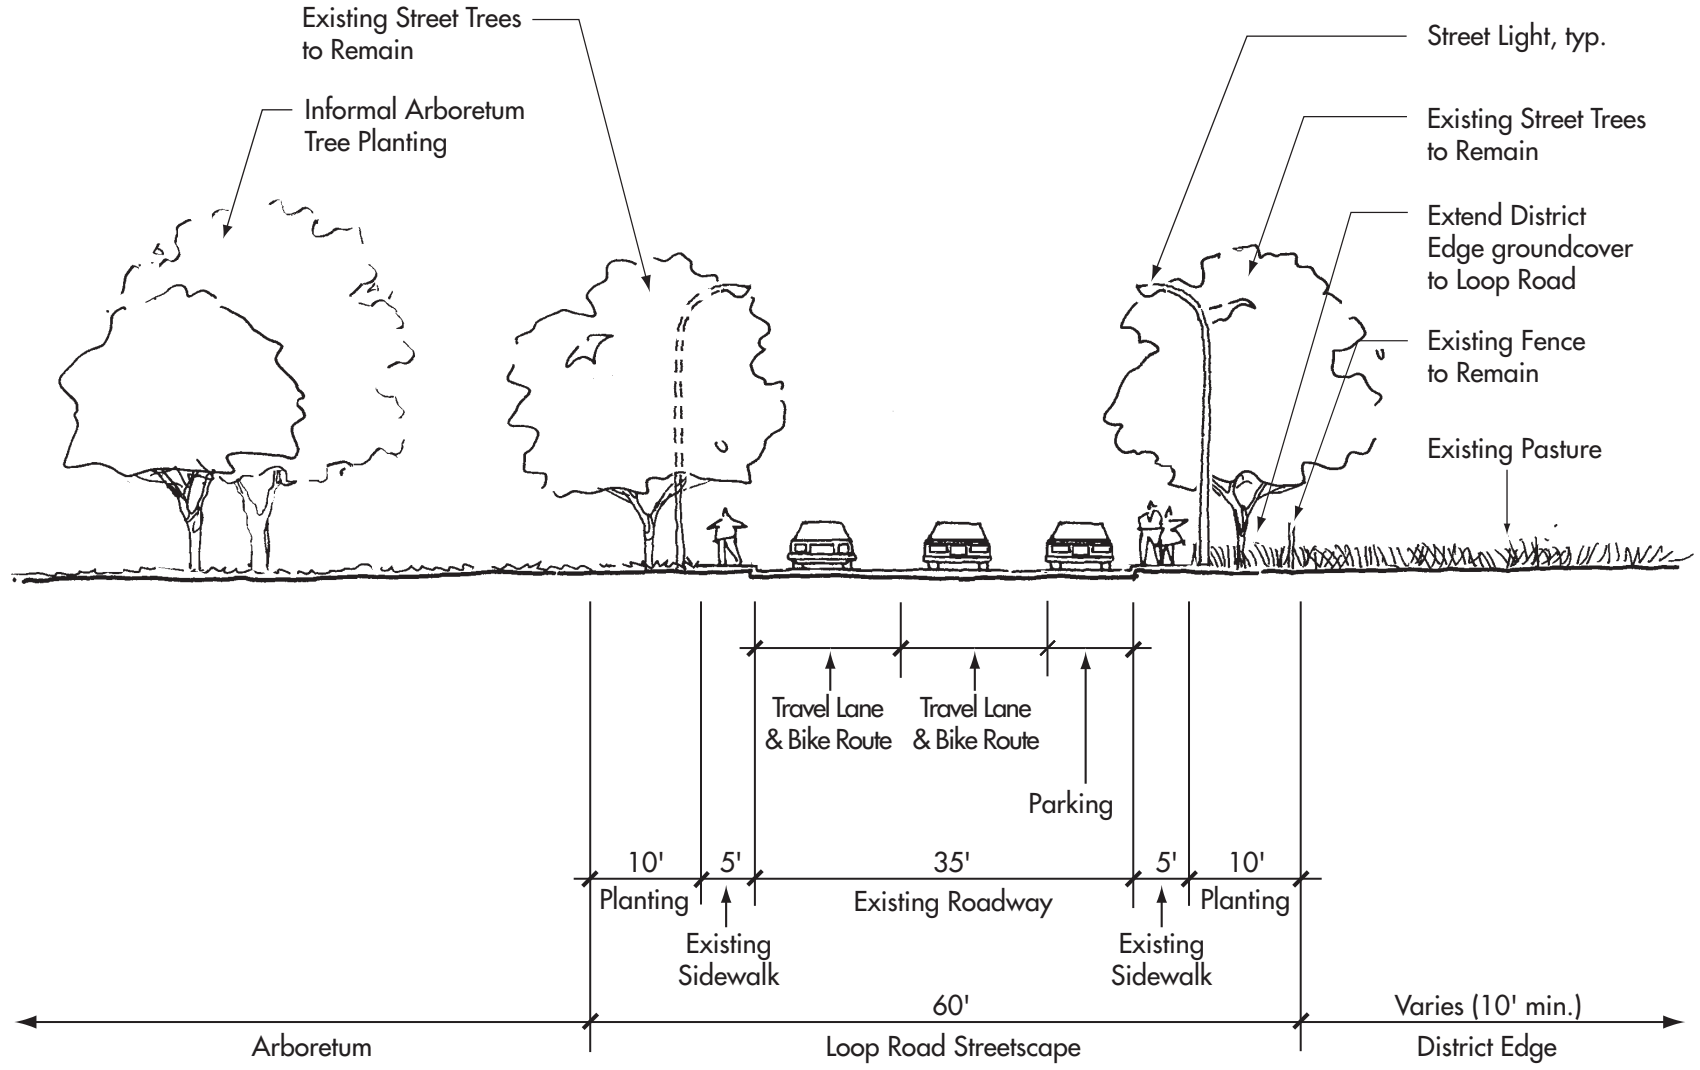 Existing Street Trees
to Remain
Informal Arboretum
Tree Planting
Street Light, typ.
Existing Street Trees
to Remain
Extend District
Edge groundcover
to Loop Road
Existing Fence
to Remain
Existing Pasture
Travel Lane
& Bike Route
Travel Lane
& Bike Route
Parking
10'
Planting
5'
Existing
Sidewalk
35'
Existing Roadway
5'
Existing
Sidewalk
10'
Planting
Arboretum
60'
Loop Road Streetscape
Varies (10' min.)
District Edge